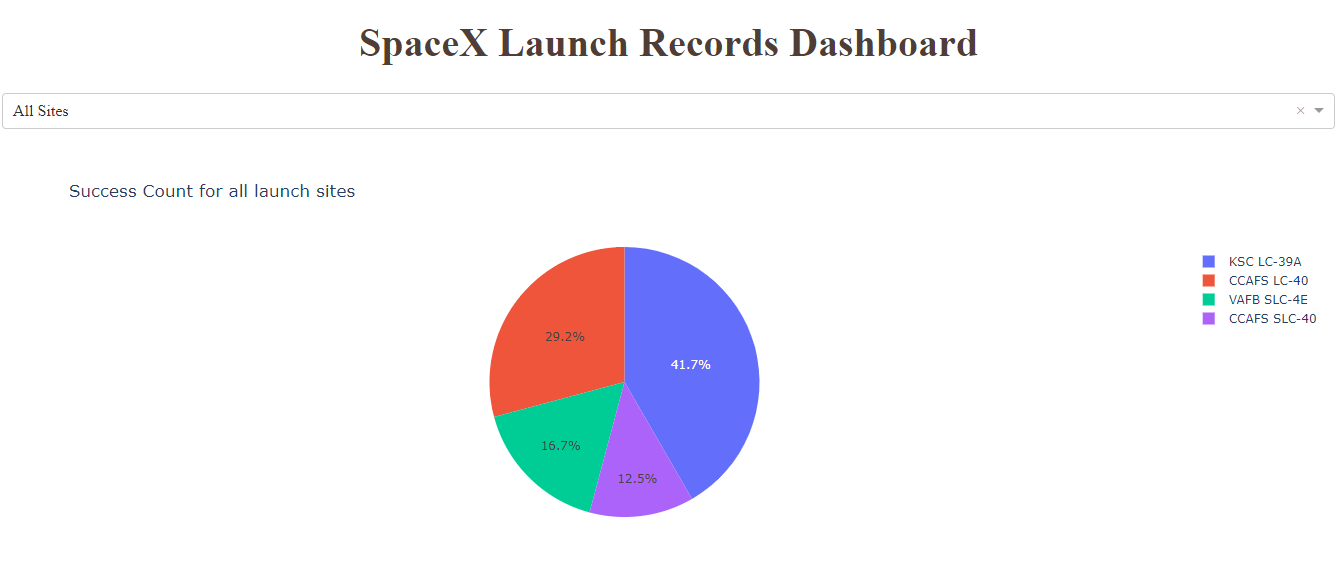 SpaceX Launch Records Dashboard
All Sites ×
Success Count for all launch sites
KSC LC-39A
CCAFS LC-40
VAFB SLC-4E
CCAFS SLC-40
29.2%
41.7%
16.7%
12.5%